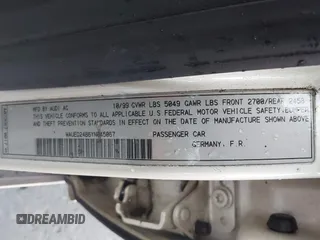 MFD BY AUDI AG 10/99 GVWR LBS 5049 GAWR LBS FRONT 2700/REAR 2458
THIS VEHICLE CONFORMS TO ALL APPLICABLE U.S FEDERAL MOTOR VEHICLE SAFETY, BUMPER
AND THEFT PREVENTION STANDARDS IN EFFECT ON THE DATE OF MANUFACTURE SHOWN ABOVE.
PASSENGER CAR
GERMANY, F.R.
DREAMBID